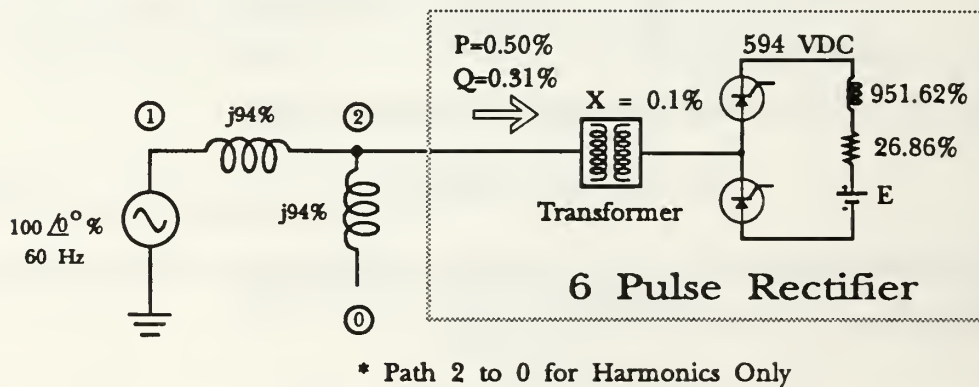 P=0.50%
Q=0.31%
594 VDC
X = 0.1%
951.62%
26.86%
E
Transformer
6 Pulse Rectifier
①
j94%
②
j94%
100 /0° %
60 Hz
⓪
* Path 2 to 0 for Harmonics Only